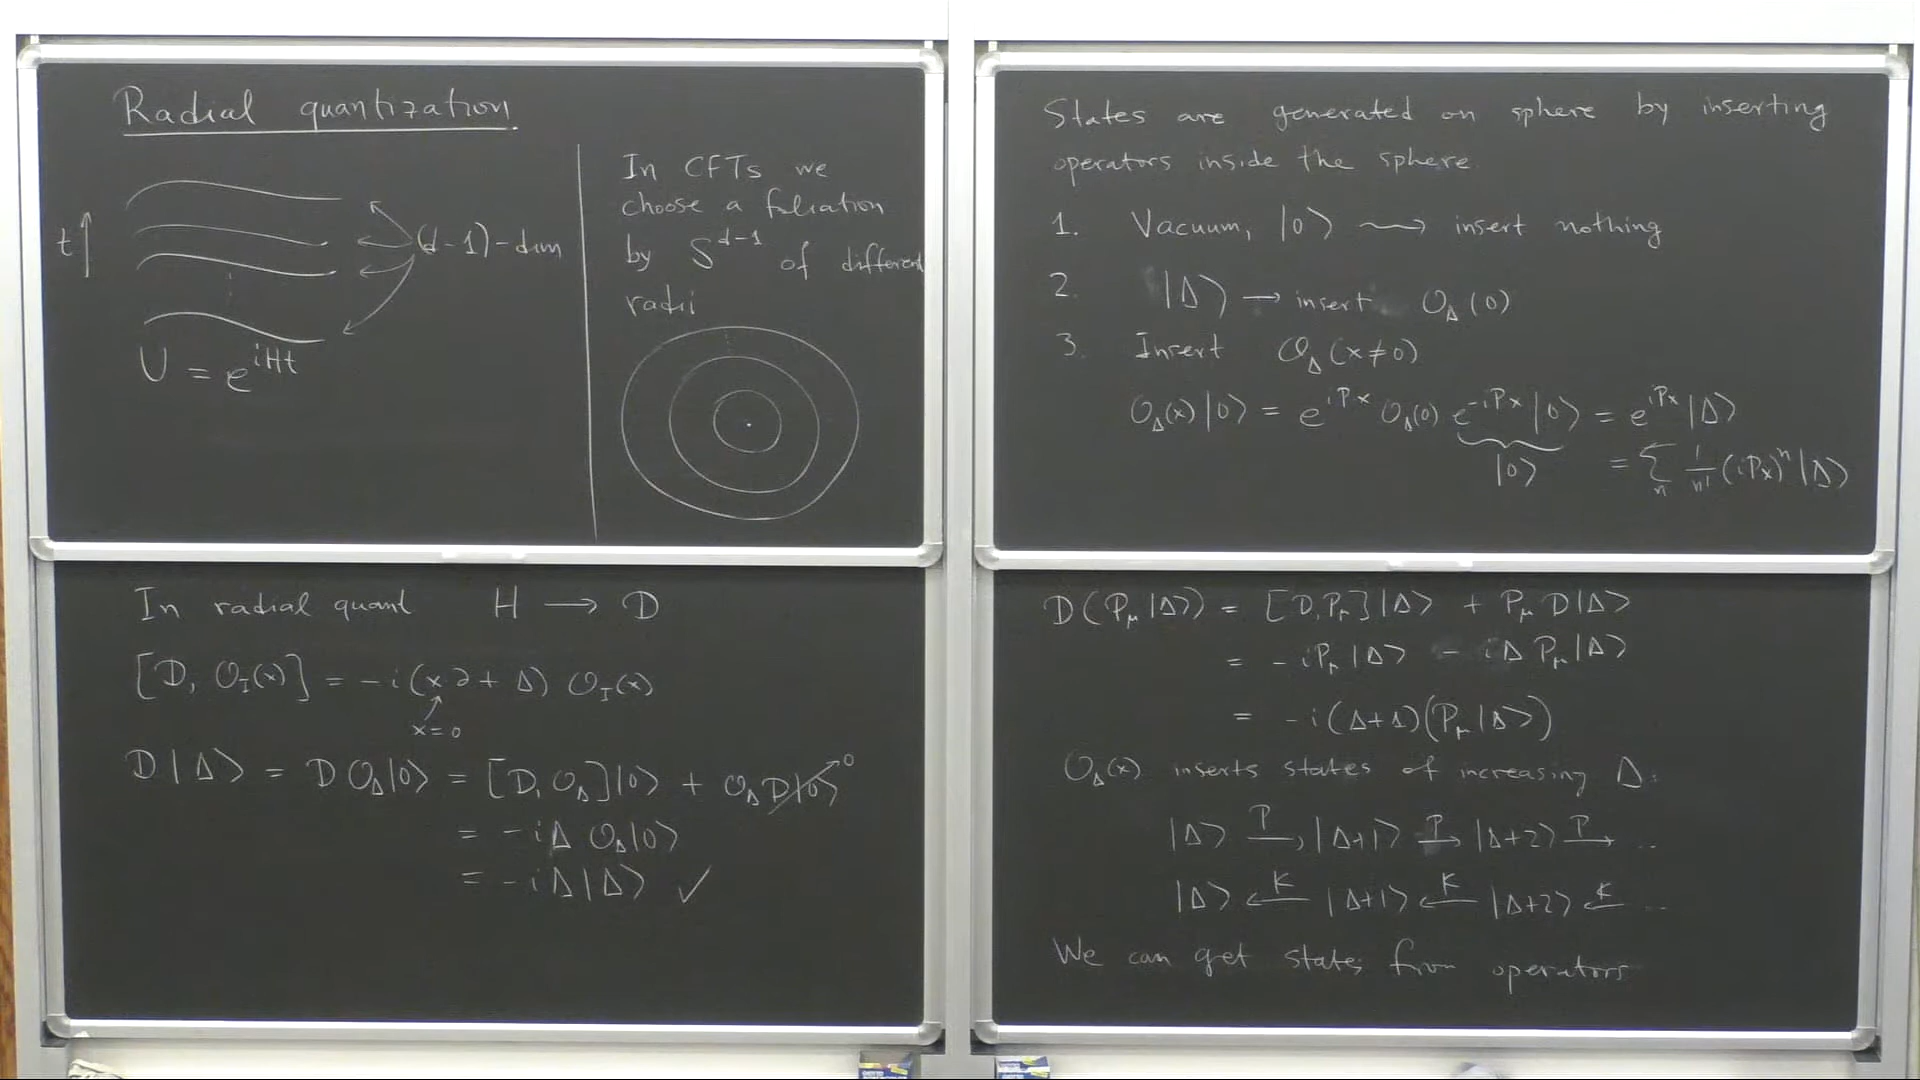 Radial quantization
t↑
(d-1)-dim
U = e^{iHt}
In CFTs we
choose a foliation
by S^{d-1} of different
radii
In radial quant H → D
[D, O_I(x)] = -i(x∂ + Δ) O_I(x)
x=0
D|Δ⟩ = D O_Δ|0⟩ = [D, O_Δ]|0⟩ + O_Δ D|0⟩ 0
= -iΔ O_Δ|0⟩
= -iΔ|Δ⟩ ✓
States are generated on sphere by inserting
operators inside the sphere
1. Vacuum, |0⟩ ⇝ insert nothing
2. |Δ⟩ → insert O_Δ(0)
3. Insert O_Δ(x≠0)
O_Δ(x)|0⟩ = e^{iPx} O_Δ(0) e^{-iPx}|0⟩ = e^{iPx}|Δ⟩
|0⟩ = Σ_n 1/n! (iPx)^n |Δ⟩
D(P_μ|Δ⟩) = [D,P_μ]|Δ⟩ + P_μ D|Δ⟩
= -iP_μ|Δ⟩ - iΔ P_μ|Δ⟩
= -i(Δ+1)(P_μ|Δ⟩)
O_Δ(x) inserts states of increasing Δ:
|Δ⟩ —P→ |Δ+1⟩ —P→ |Δ+2⟩ —P→ ..
|Δ⟩ ←K— |Δ+1⟩ ←K— |Δ+2⟩ ←K— ..
We can get states from operators